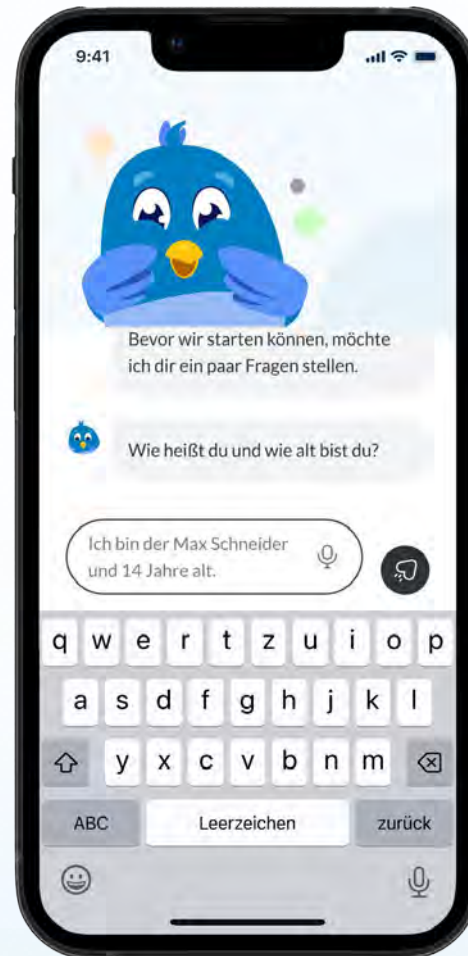 9:41
Bevor wir starten können, möchte
ich dir ein paar Fragen stellen.
Wie heißt du und wie alt bist du?
Ich bin der Max Schneider
und 14 Jahre alt.
q w e r t z u i o p
a s d f g h j k l
y x c v b n m
ABC Leerzeichen zurück